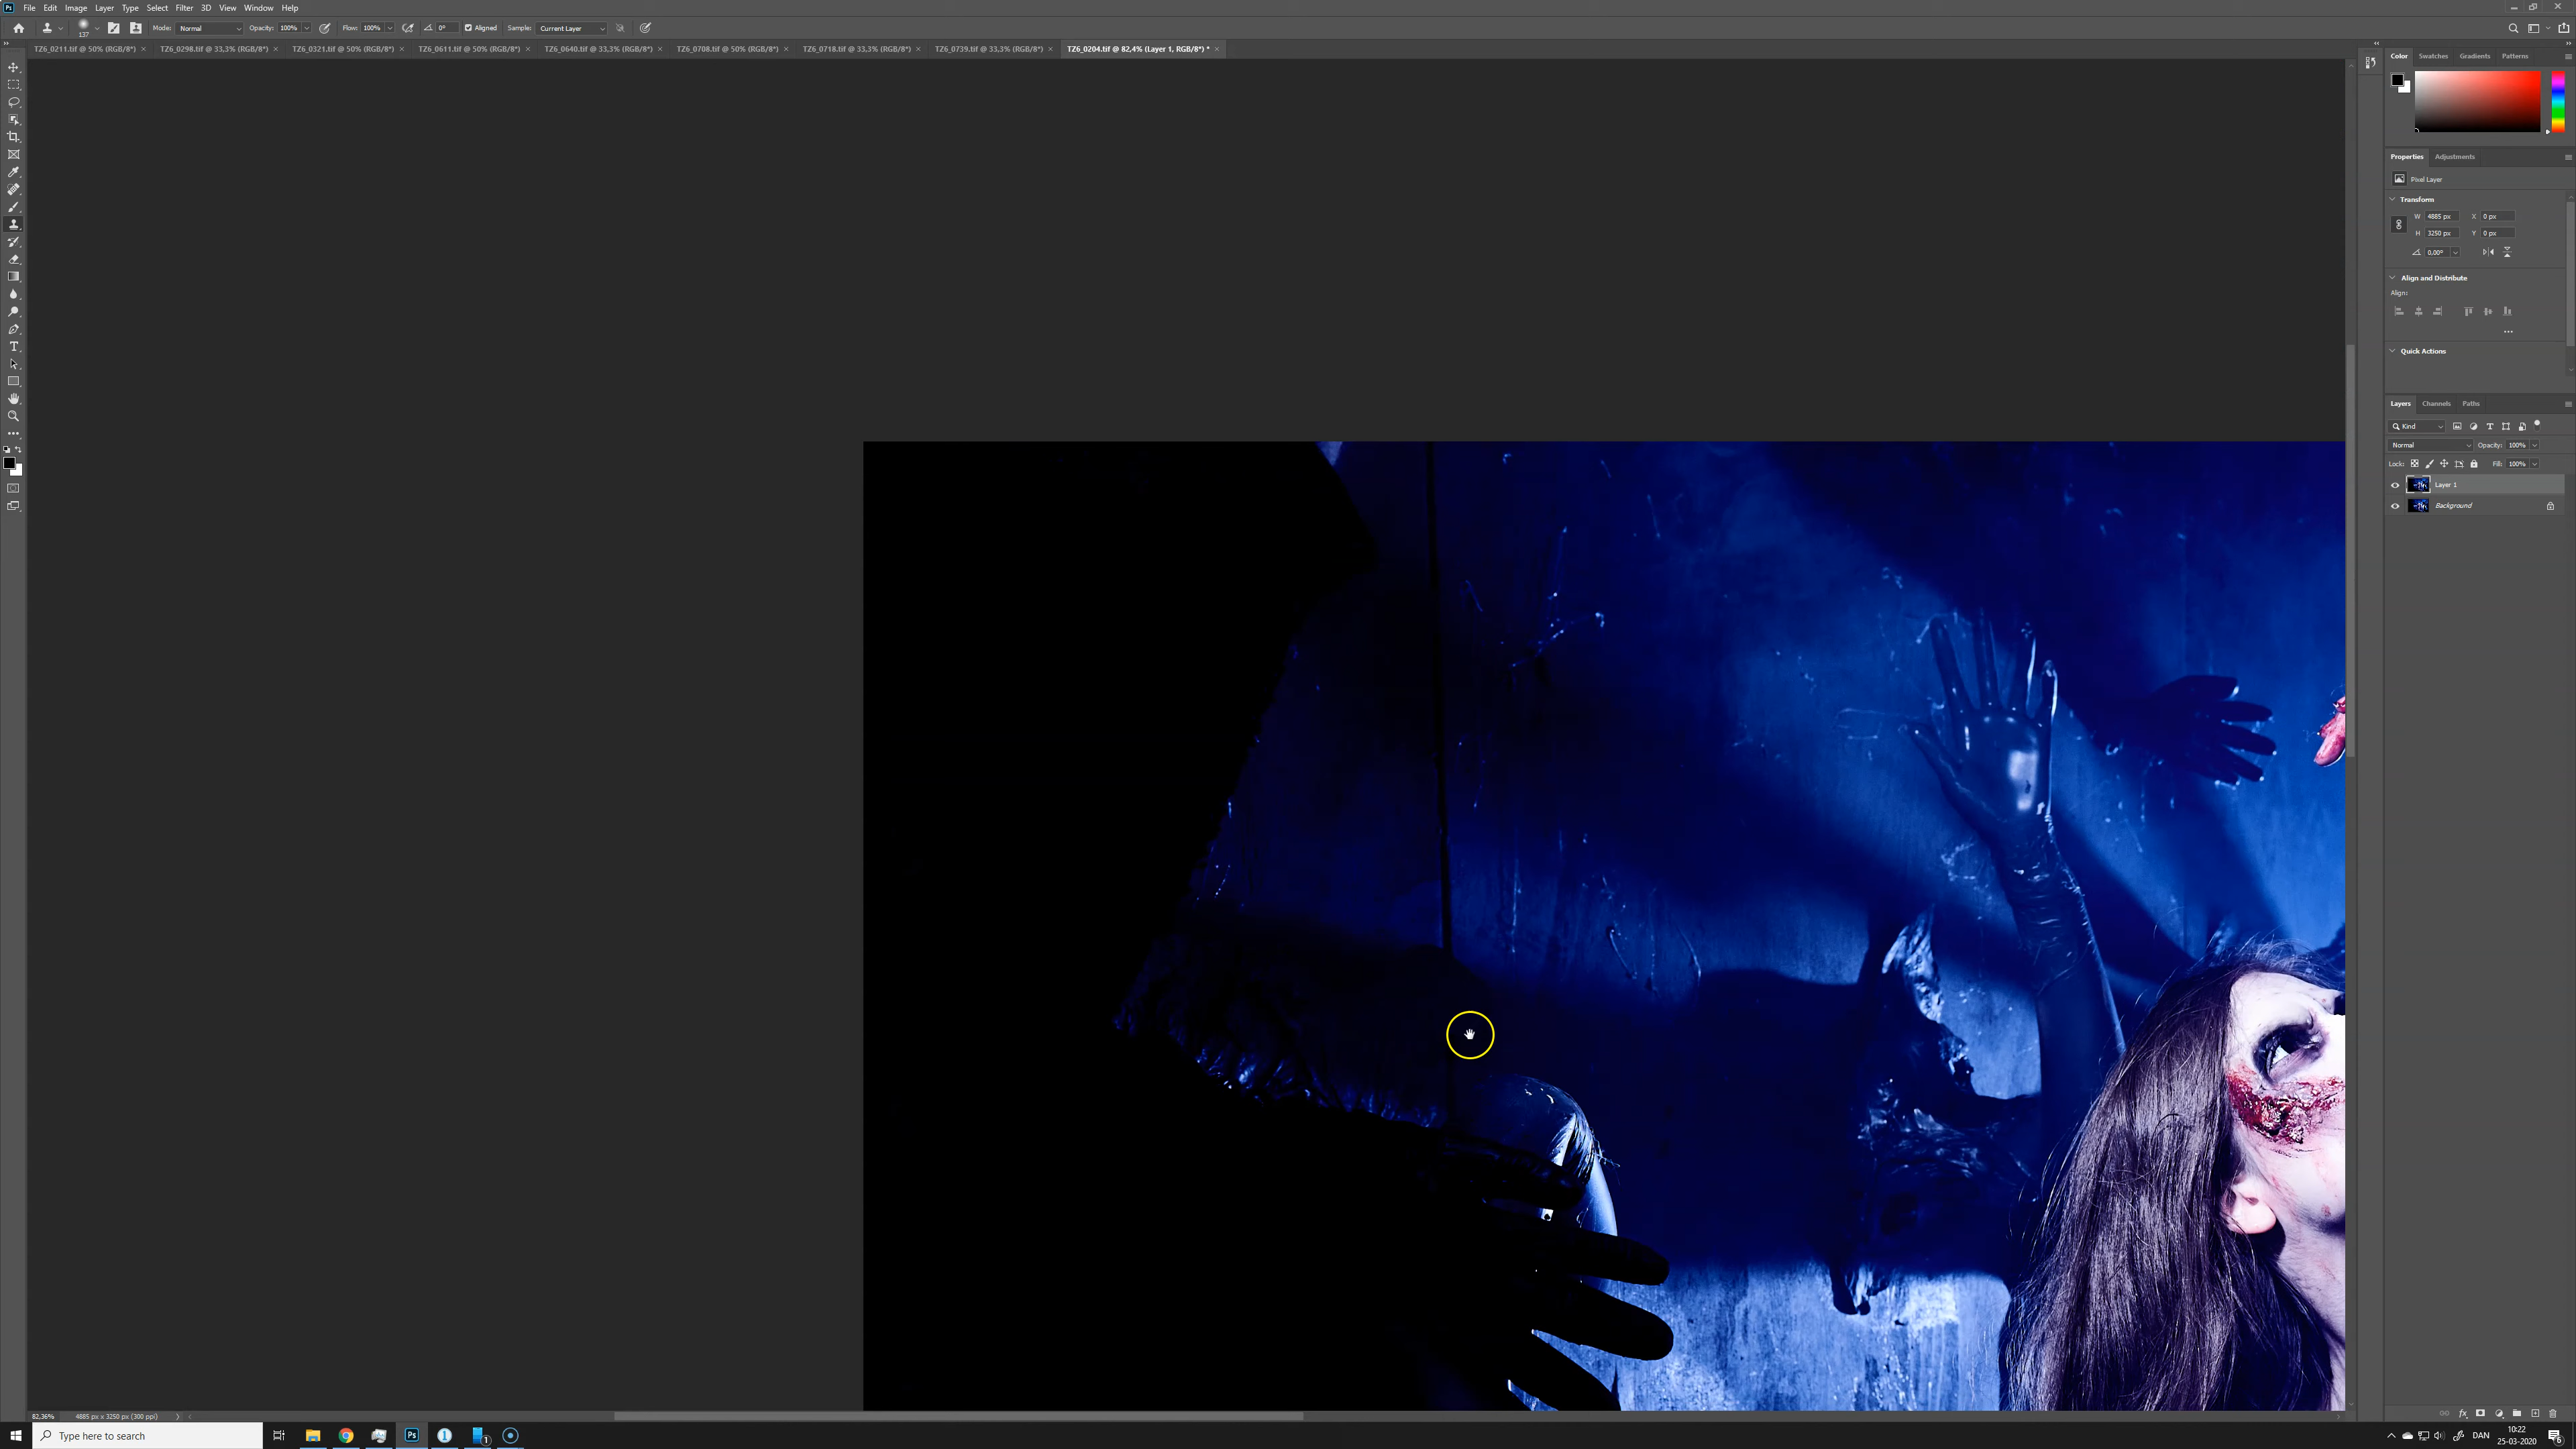 File Edit Image Layer Type Select Filter 3D View Window Help
137 Mode: Normal Opacity: 100% Flow: 100% 0° Aligned Sample: Current Layer
TZ6_0211.tif @ 50% (RGB/8*) TZ6_0298.tif @ 33,3% (RGB/8*) TZ6_0321.tif @ 50% (RGB/8*) TZ6_0611.tif @ 50% (RGB/8*) TZ6_0640.tif @ 33,3% (RGB/8*) TZ6_0708.tif @ 50% (RGB/8*) TZ6_0718.tif @ 33,3% (RGB/8*) TZ6_0739.tif @ 33,3% (RGB/8*) TZ6_0204.tif @ 82,4% (Layer 1, RGB/8*) *
Color Swatches Gradients Patterns
Properties Adjustments
Pixel Layer
Transform
W 4885 px X 0 px
H 3250 px Y 0 px
0,00°
Align and Distribute
Align:
Quick Actions
Layers Channels Paths
Kind
Normal Opacity: 100%
Lock: Fill: 100%
Layer 1
Background
82,36% 4885 px x 3250 px (300 ppi)
Type here to search
DAN
10:22
25-03-2020